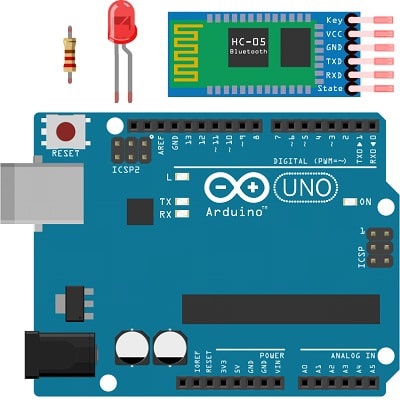 HC-05
Bluetooth
Key
VCC
GND
TXD
RXD
State
RESET
ICSP2
AREF
GND
13
12
~11
~10
~9
8
7
~6
~5
4
~3
2
TXD▶1
RXD◀0
DIGITAL (PWM=~)
L
TX
RX
UNO
Arduino™
ON
1
ICSP
IOREF
RESET
3V3
5V
GND
GND
VIN
POWER
ANALOG IN
A0
A1
A2
A3
A4
A5